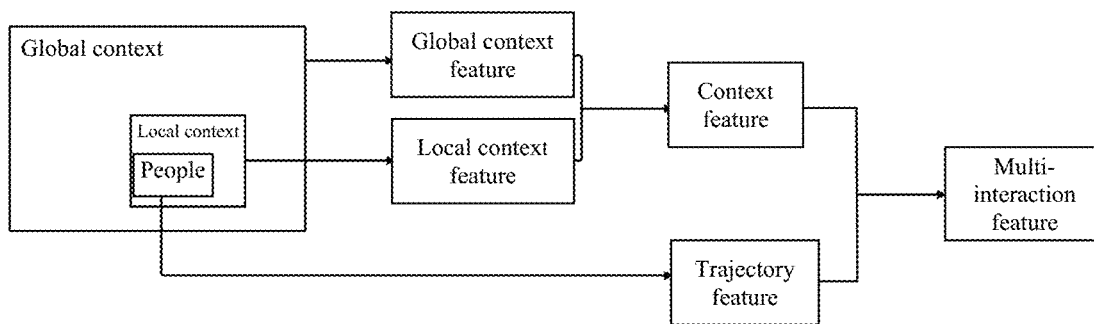 Global context
Local context
People
Global context
feature
Local context
feature
Context
feature
Trajectory
feature
Multi-
interaction
feature